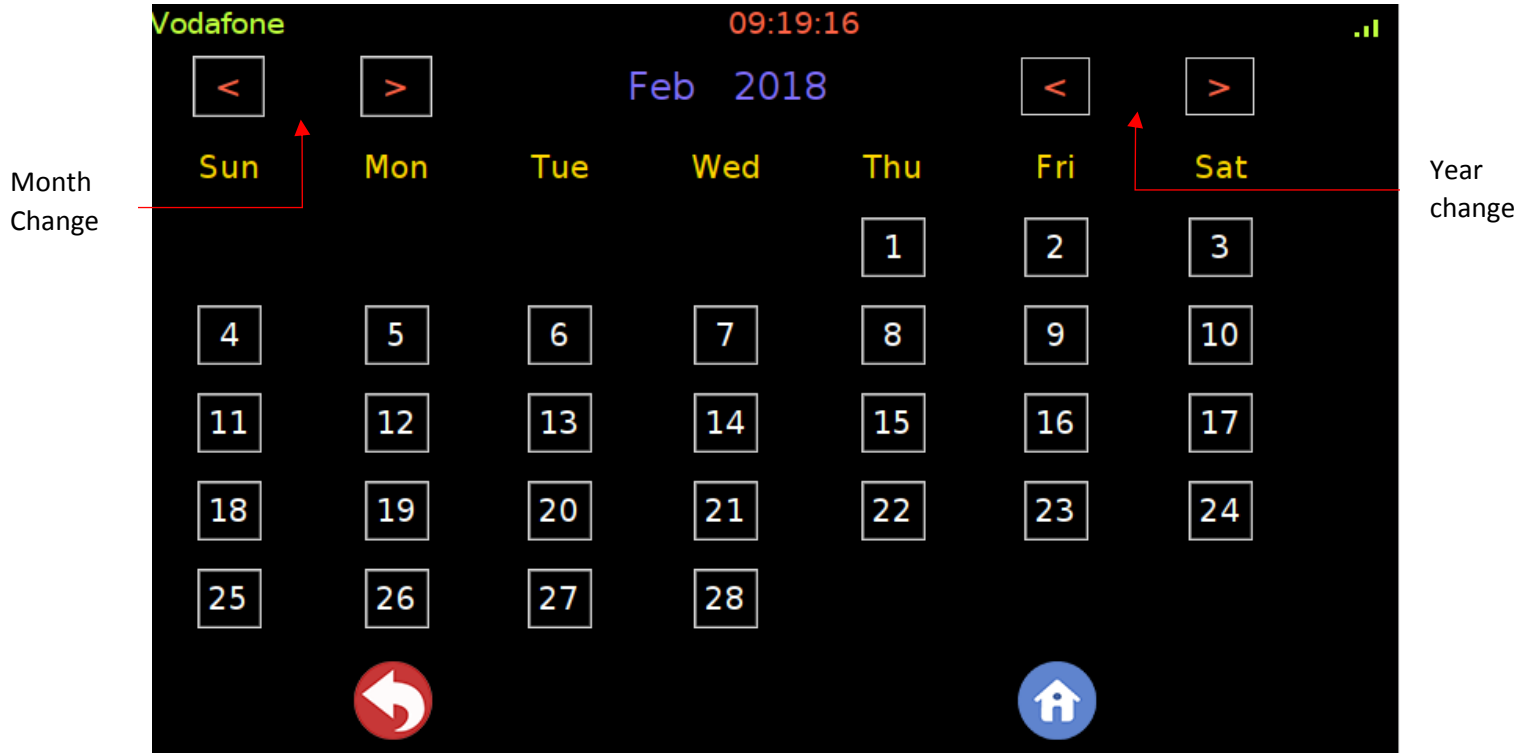 Vodafone 09:19:16
< > Feb 2018 < >
Sun Mon Tue Wed Thu Fri Sat
Month
Change
Year
change
1 2 3
4 5 6 7 8 9 10
11 12 13 14 15 16 17
18 19 20 21 22 23 24
25 26 27 28